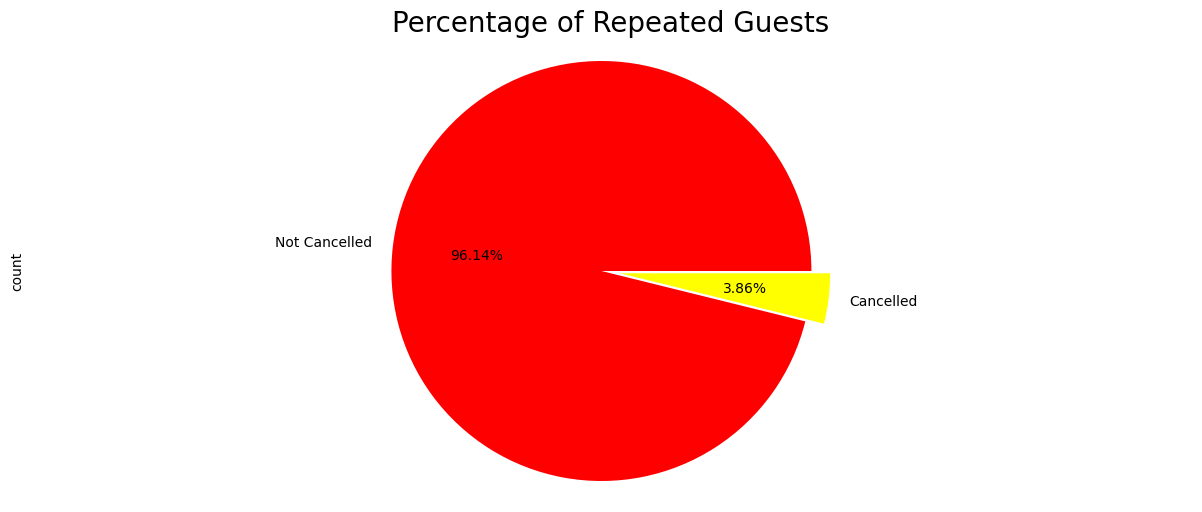 Percentage of Repeated Guests
Not Cancelled
96.14%
3.86%
Cancelled
count